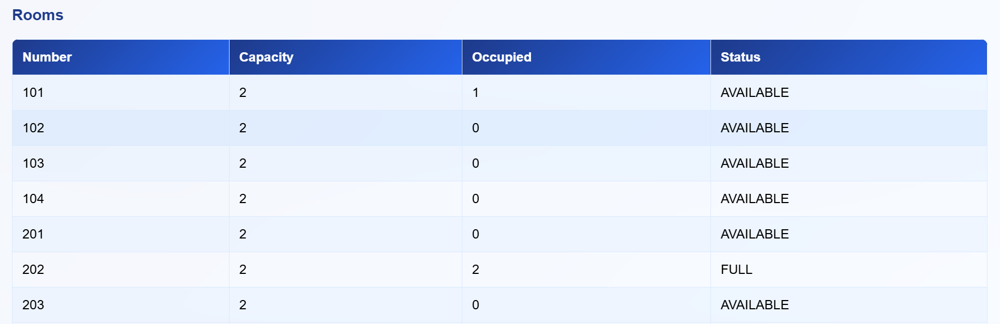 Rooms
Number Capacity Occupied Status
101 2 1 AVAILABLE
102 2 0 AVAILABLE
103 2 0 AVAILABLE
104 2 0 AVAILABLE
201 2 0 AVAILABLE
202 2 2 FULL
203 2 0 AVAILABLE